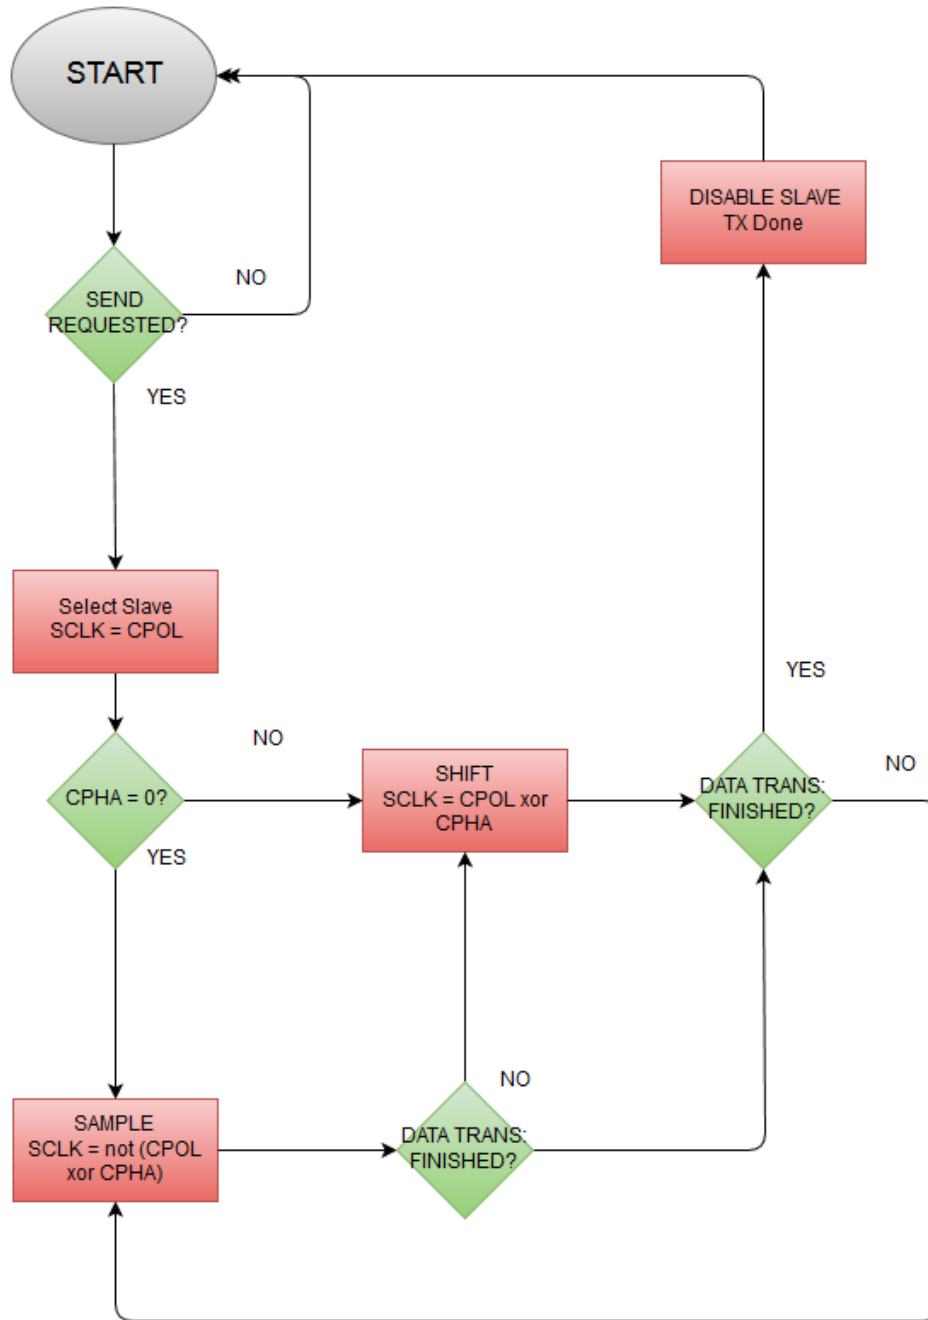 START
DISABLE SLAVE
TX Done
NO
SEND
REQUESTED?
YES
Select Slave
SCLK = CPOL
YES
NO
NO
SHIFT
SCLK = CPOL xor
CPHA
DATA TRANS:
FINISHED?
CPHA = 0?
YES
NO
SAMPLE
SCLK = not (CPOL
xor CPHA)
DATA TRANS:
FINISHED?